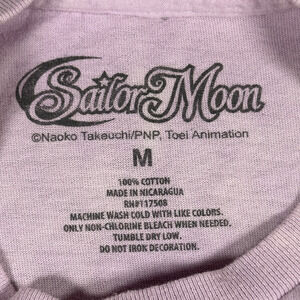 Sailor Moon
©Naoko Takeuchi/PNP, Toei Animation
M
100% COTTON
MADE IN NICARAGUA
RN#117508
MACHINE WASH COLD WITH LIKE COLORS.
ONLY NON-CHLORINE BLEACH WHEN NEEDED.
TUMBLE DRY LOW.
DO NOT IRON DECORATION.